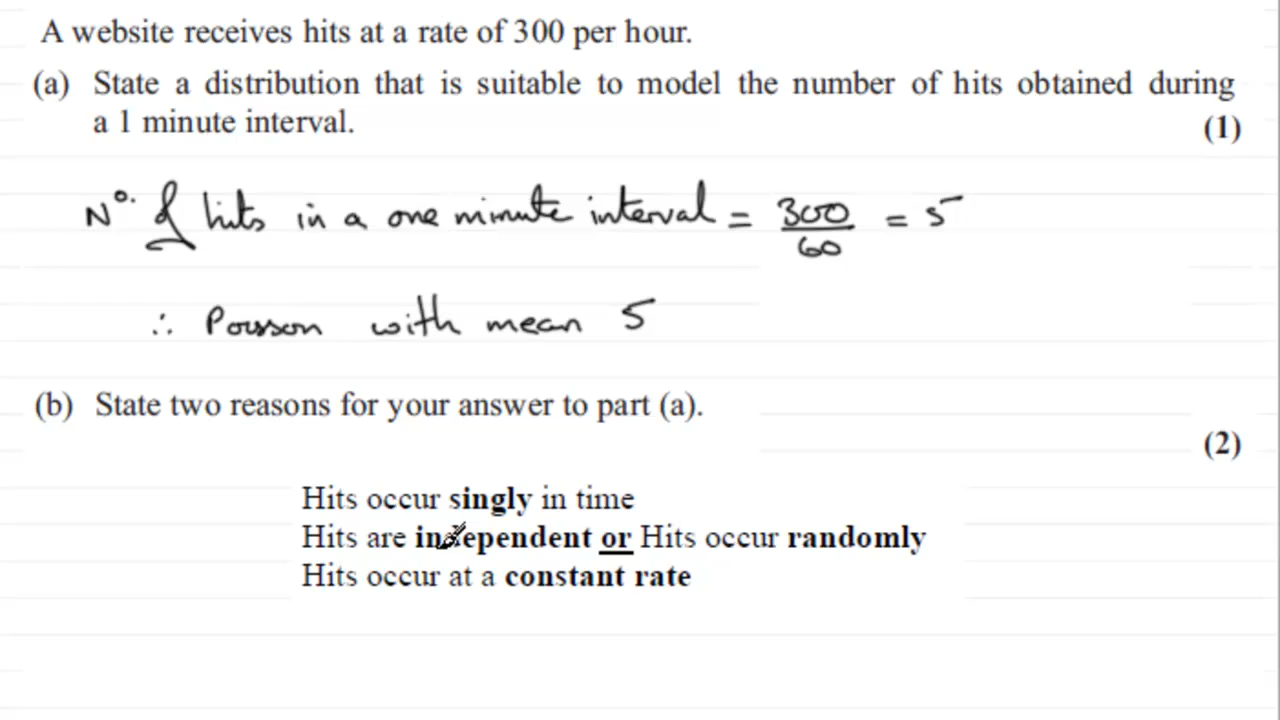 A website receives hits at a rate of 300 per hour.
(a) State a distribution that is suitable to model the number of hits obtained during
a 1 minute interval.
(1)
Nº. of hits in a one minute interval = 300/60 = 5
∴ Poisson with mean 5
(b) State two reasons for your answer to part (a).
(2)
Hits occur singly in time
Hits are independent or Hits occur randomly
Hits occur at a constant rate